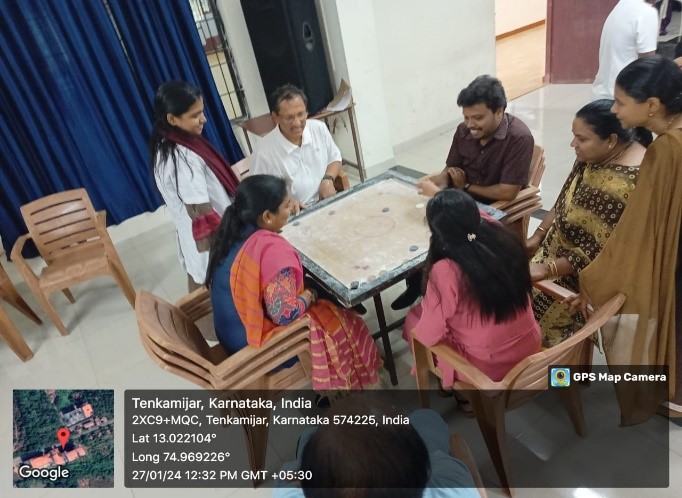 GPS Map Camera
Tenkamijar, Karnataka, India
2XC9+MQC, Tenkamijar, Karnataka 574225, India
Lat 13.022104°
Long 74.969226°
27/01/24 12:32 PM GMT +05:30
Google